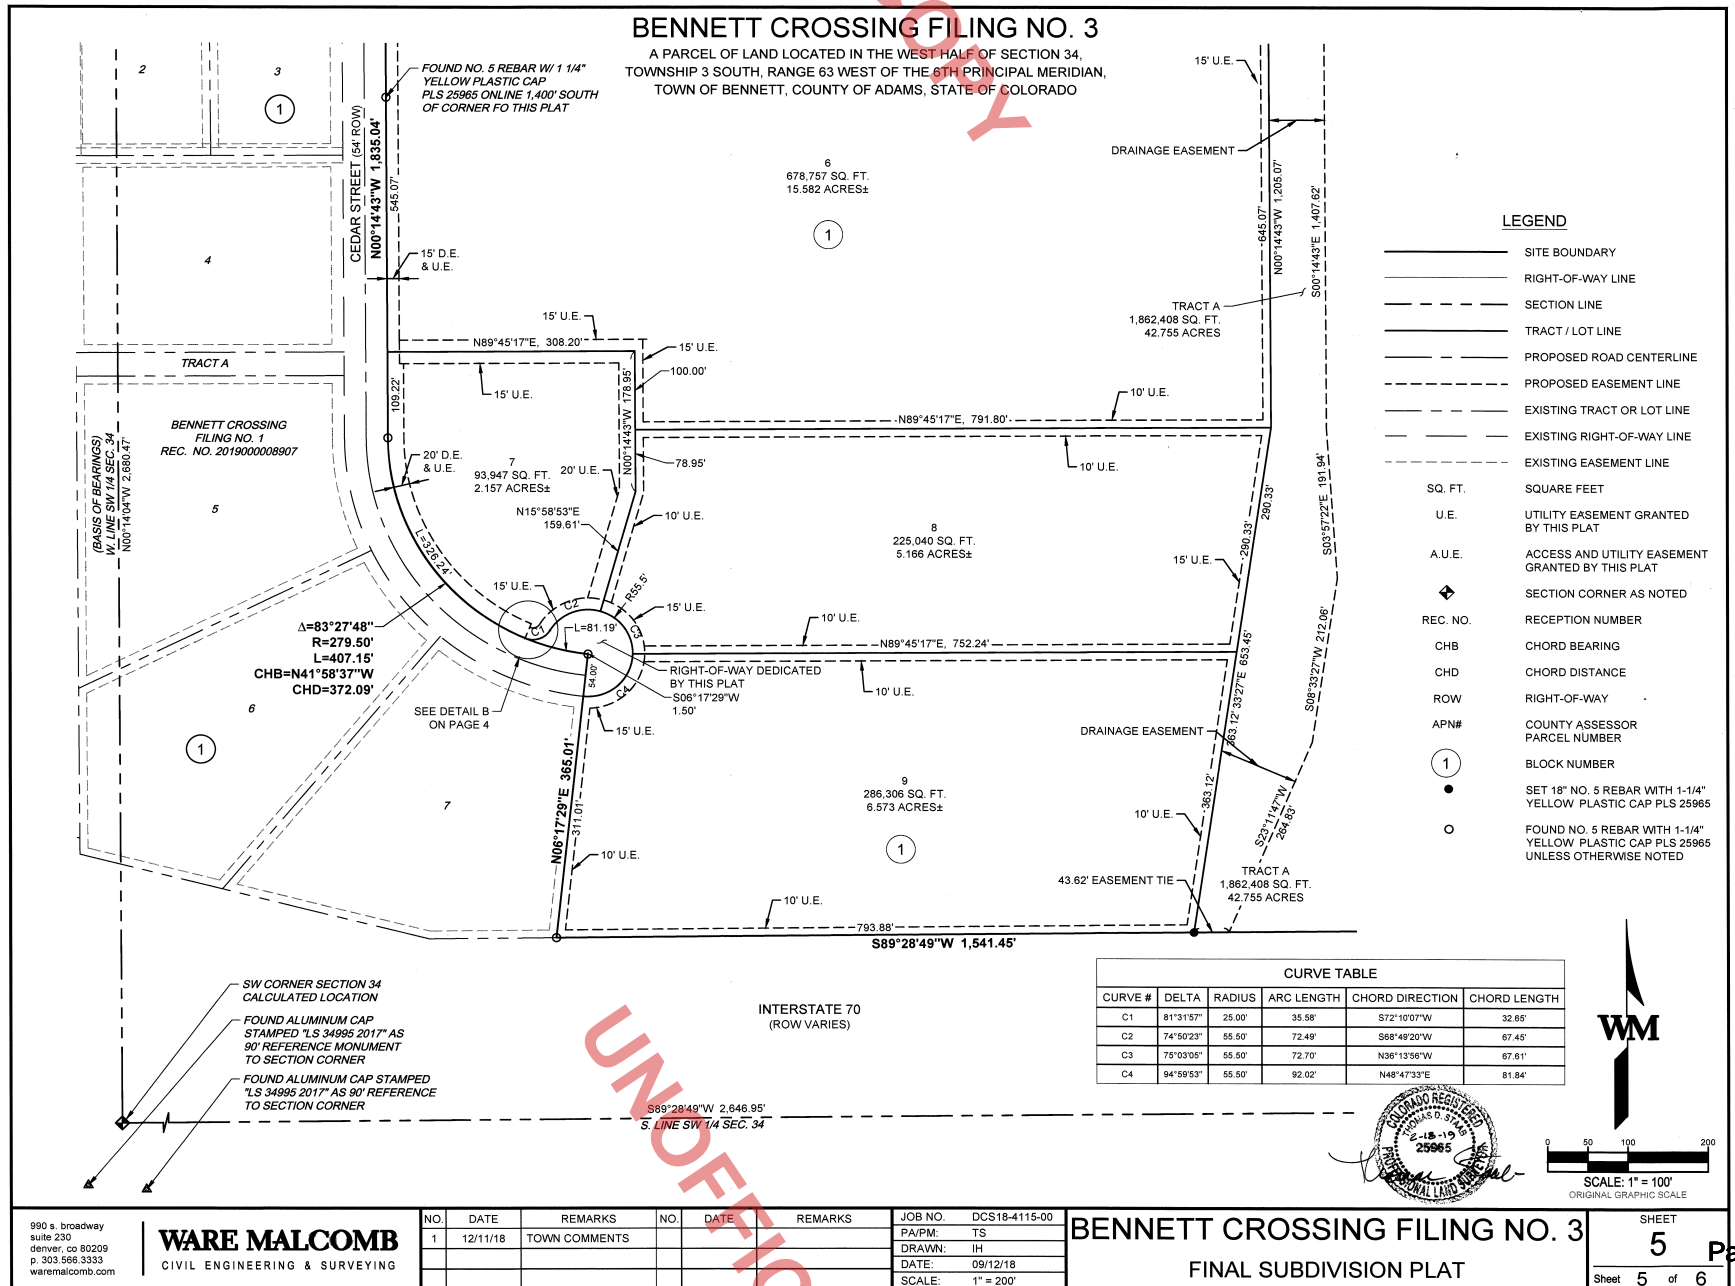 BENNETT CROSSING FILING NO. 3
A PARCEL OF LAND LOCATED IN THE WEST HALF OF SECTION 34,
TOWNSHIP 3 SOUTH, RANGE 63 WEST OF THE 6TH PRINCIPAL MERIDIAN,
TOWN OF BENNETT, COUNTY OF ADAMS, STATE OF COLORADO
COPY
FOUND NO. 5 REBAR W/ 1 1/4"
YELLOW PLASTIC CAP
PLS 25965 ONLINE 1,400' SOUTH
OF CORNER FO THIS PLAT
2
3
1
4
CEDAR STREET (54' ROW)
N00°14'43"W 1,835.04'
545.07'
15' D.E.
& U.E.
6
678,757 SQ. FT.
15.582 ACRES±
1
15' U.E.
DRAINAGE EASEMENT
645.07'
N00°14'43"W 1,205.07'
S00°14'43"E 1,407.62'
TRACT A
1,862,408 SQ. FT.
42.755 ACRES
15' U.E.
N89°45'17"E, 308.20'
15' U.E.
100.00'
15' U.E.
N00°14'43"W 178.95'
78.95'
10' U.E.
N89°45'17"E, 791.80'
10' U.E.
TRACT A
109.22'
BENNETT CROSSING
FILING NO. 1
REC. NO. 2019000008907
(BASIS OF BEARINGS)
W. LINE SW 1/4 SEC. 34
N00°14'04"W 2,680.47'
5
20' D.E.
& U.E.
7
93,947 SQ. FT.
2.157 ACRES±
20' U.E.
N15°58'53"E
159.61'
10' U.E.
L=326.24'
15' U.E.
C2
R55.5'
15' U.E.
C1
L=81.19'
C3
8
225,040 SQ. FT.
5.166 ACRES±
15' U.E.
290.33'
290.33'
S03°57'22"E 191.94'
10' U.E.
N89°45'17"E, 752.24'
10' U.E.
Δ=83°27'48"
R=279.50'
L=407.15'
CHB=N41°58'37"W
CHD=372.09'
RIGHT-OF-WAY DEDICATED
BY THIS PLAT
S06°17'29"W
1.50'
54.00'
C4
SEE DETAIL B
ON PAGE 4
15' U.E.
6
1
7
N06°17'29"E 365.01'
311.01'
10' U.E.
DRAINAGE EASEMENT
363.12' 33'27"E 653.45'
363.12'
S08°33'27"W 212.06'
S23°11'47"W
264.83'
9
286,306 SQ. FT.
6.573 ACRES±
1
10' U.E.
TRACT A
1,862,408 SQ. FT.
42.755 ACRES
43.62' EASEMENT TIE
10' U.E.
793.88'
S89°28'49"W 1,541.45'
INTERSTATE 70
(ROW VARIES)
SW CORNER SECTION 34
CALCULATED LOCATION
FOUND ALUMINUM CAP
STAMPED "LS 34995 2017" AS
90' REFERENCE MONUMENT
TO SECTION CORNER
FOUND ALUMINUM CAP STAMPED
"LS 34995 2017" AS 90' REFERENCE
TO SECTION CORNER
S89°28'49"W 2,646.95'
S. LINE SW 1/4 SEC. 34
UNOFFIC
LEGEND
SITE BOUNDARY
RIGHT-OF-WAY LINE
SECTION LINE
TRACT / LOT LINE
PROPOSED ROAD CENTERLINE
PROPOSED EASEMENT LINE
EXISTING TRACT OR LOT LINE
EXISTING RIGHT-OF-WAY LINE
EXISTING EASEMENT LINE
SQ. FT. SQUARE FEET
U.E. UTILITY EASEMENT GRANTED
BY THIS PLAT
A.U.E. ACCESS AND UTILITY EASEMENT
GRANTED BY THIS PLAT
SECTION CORNER AS NOTED
REC. NO. RECEPTION NUMBER
CHB CHORD BEARING
CHD CHORD DISTANCE
ROW RIGHT-OF-WAY
APN# COUNTY ASSESSOR
PARCEL NUMBER
1 BLOCK NUMBER
SET 18" NO. 5 REBAR WITH 1-1/4"
YELLOW PLASTIC CAP PLS 25965
FOUND NO. 5 REBAR WITH 1-1/4"
YELLOW PLASTIC CAP PLS 25965
UNLESS OTHERWISE NOTED
CURVE TABLE
CURVE # DELTA RADIUS ARC LENGTH CHORD DIRECTION CHORD LENGTH
C1 81°31'57" 25.00' 35.58' S72°10'07"W 32.65'
C2 74°50'23" 55.50' 72.49' S68°49'20"W 67.45'
C3 75°03'05" 55.50' 72.70' N36°13'56"W 67.61'
C4 94°59'53" 55.50' 92.02' N48°47'33"E 81.84'
COLORADO REGISTERED
THOMAS D. STAAB
2-18-19
25965
PROFESSIONAL LAND SURVEYOR
WM
0 50 100 200
SCALE: 1" = 100'
ORIGINAL GRAPHIC SCALE
990 s. broadway
suite 230
denver, co 80209
p. 303.566.3333
waremalcomb.com
WARE MALCOMB
CIVIL ENGINEERING & SURVEYING
NO. DATE REMARKS NO. DATE REMARKS
1 12/11/18 TOWN COMMENTS
JOB NO. DCS18-4115-00
PA/PM: TS
DRAWN: IH
DATE: 09/12/18
SCALE: 1" = 200'
BENNETT CROSSING FILING NO. 3
FINAL SUBDIVISION PLAT
SHEET
5
Sheet 5 of 6